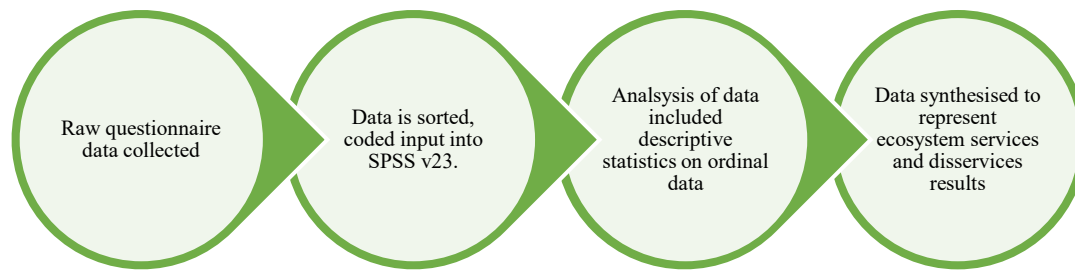 Raw questionnaire
data collected
Data is sorted,
coded input into
SPSS v23.
Analsysis of data
included
descriptive
statistics on ordinal
data
Data synthesised to
represent
ecosystem services
and disservices
results